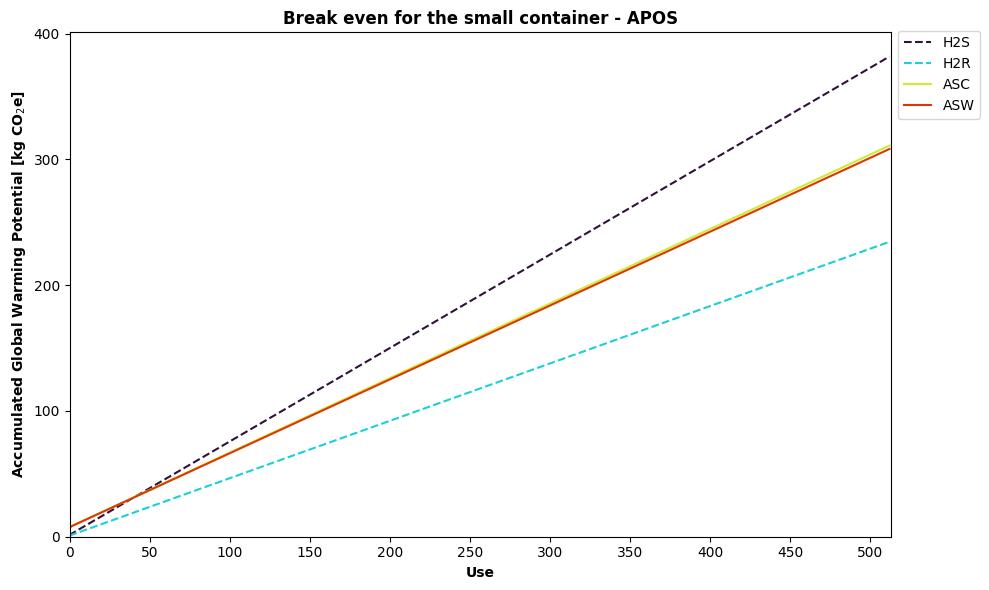 Break even for the small container - APOS
Accumulated Global Warming Potential [kg CO₂e]
400
300
200
100
0
0 50 100 150 200 250 300 350 400 450 500
Use
H2S
H2R
ASC
ASW